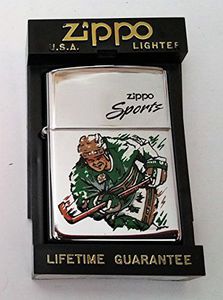 zippo
U.S.A. LIGHTER
zippo
Sports
LIFETIME GUARANTEE